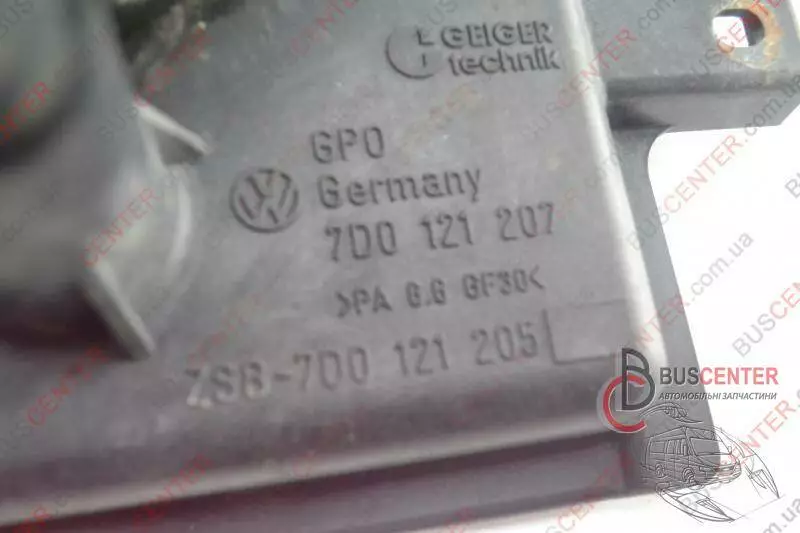 GEIGER
technik
GPO
Germany
7D0 121 207
>PA 6.6 GF30<
ZSB-7D0 121 205
BUSCENTER
АВТОМОБІЛЬНІ ЗАПЧАСТИНИ
BUSCENTER.com.ua